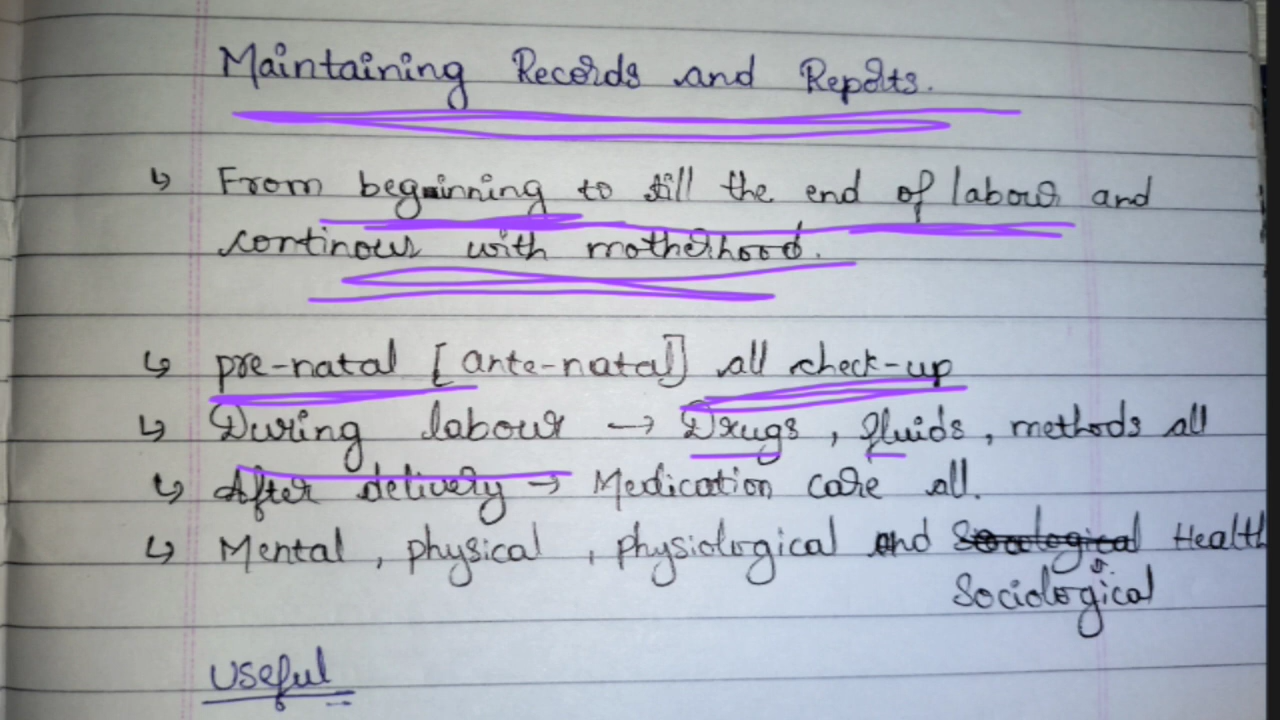 Maintaining Records and Reports.
↳ From beginning to till the end of labour and
continour with motherhood.
↳ pre-natal [ante-natal] all check-up
↳ During labour → Drugs, fluids, methods all
↳ After delivery → Medication care all.
↳ Mental, physical, physiological and Health
Sociological
Useful